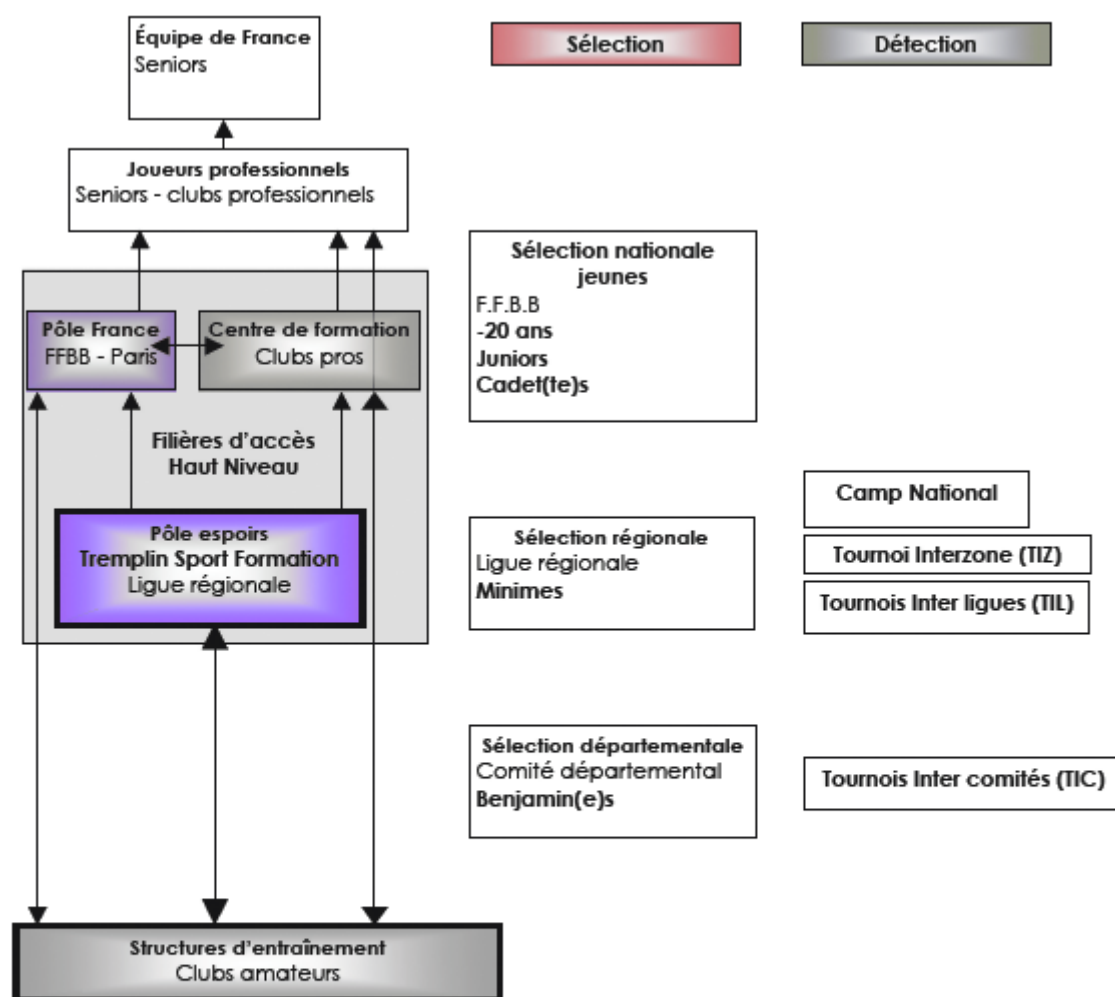 Équipe de France
Seniors
Sélection
Détection
Joueurs professionnels
Seniors - clubs professionnels
Sélection nationale
jeunes
F.F.B.B
-20 ans
Juniors
Cadet(te)s
Pôle France
FFBB - Paris
Centre de formation
Clubs pros
Filières d'accès
Haut Niveau
Pôle espoirs
Tremplin Sport Formation
Ligue régionale
Sélection régionale
Ligue régionale
Minimes
Camp National
Tournoi Interzone (TIZ)
Tournois Inter ligues (TIL)
Sélection départementale
Comité départemental
Benjamin(e)s
Tournois Inter comités (TIC)
Structures d'entraînement
Clubs amateurs